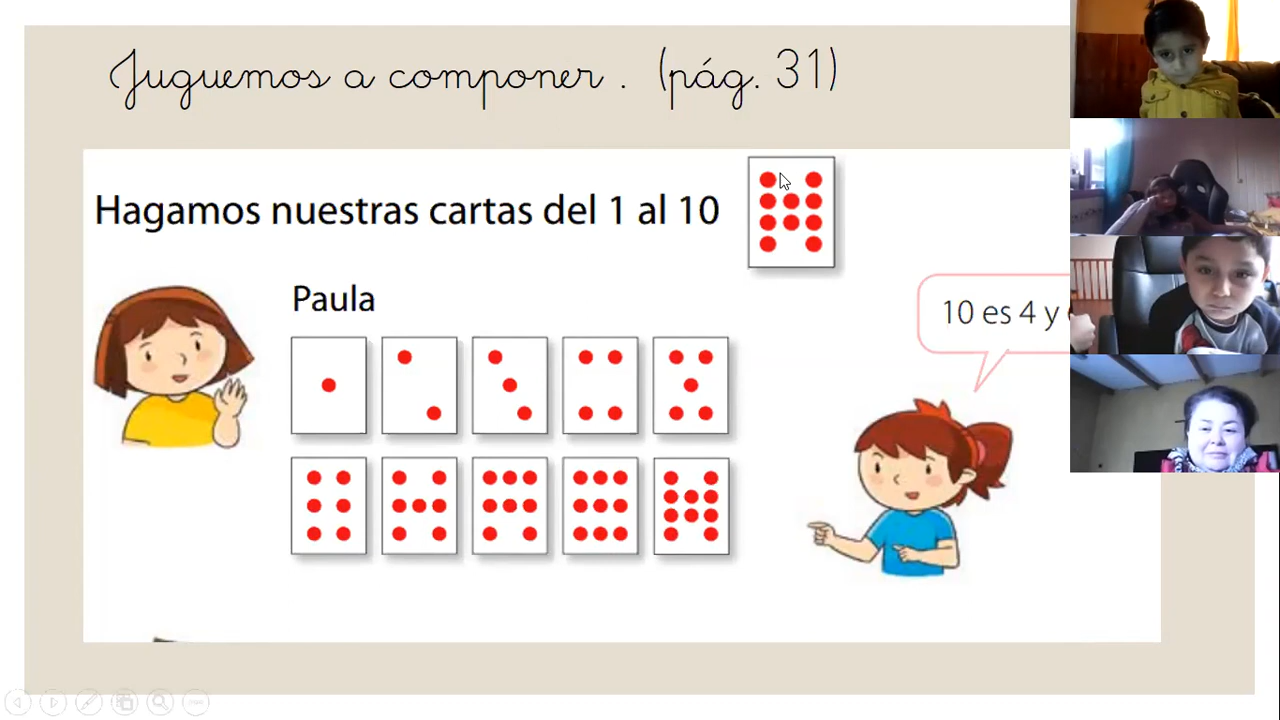 Juguemos a componer . (pág. 31)
Hagamos nuestras cartas del 1 al 10
Paula
10 es 4 y